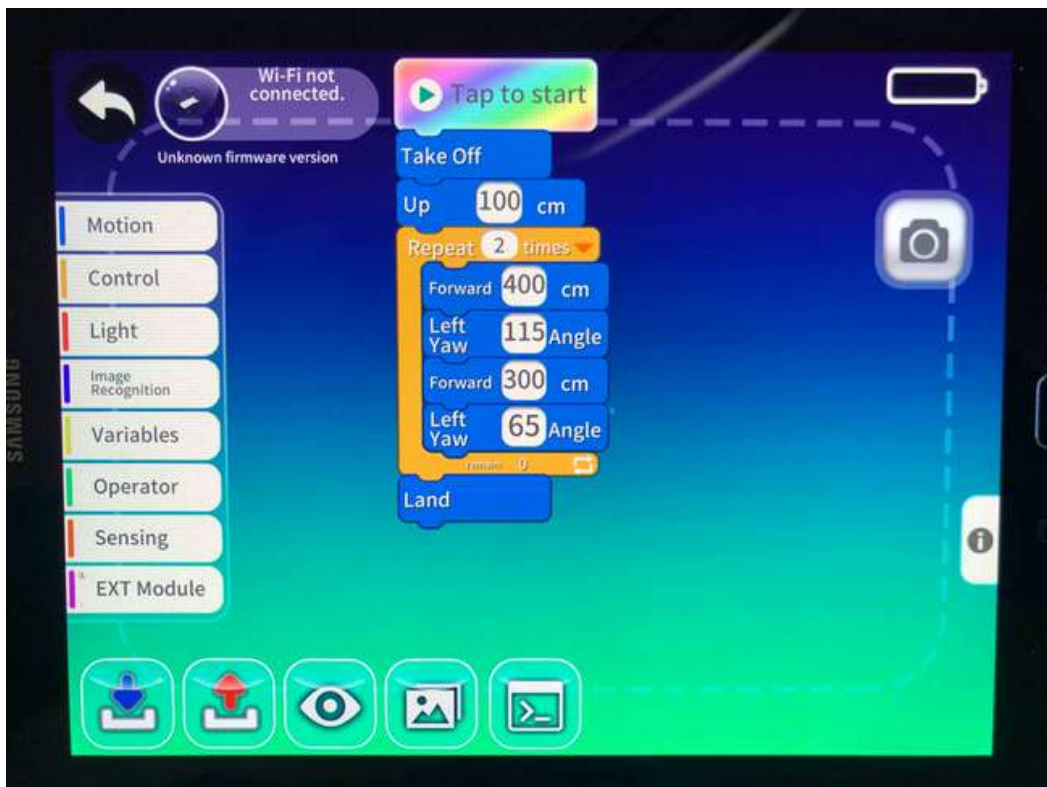 Wi-Fi not
connected.
Unknown firmware version
Tap to start
Take Off
Up 100 cm
Repeat 2 times
Forward 400 cm
Left
Yaw 115 Angle
Forward 300 cm
Left
Yaw 65 Angle
remain 0
Land
Motion
Control
Light
Image
Recognition
Variables
Operator
Sensing
EXT Module
SAMSUNG